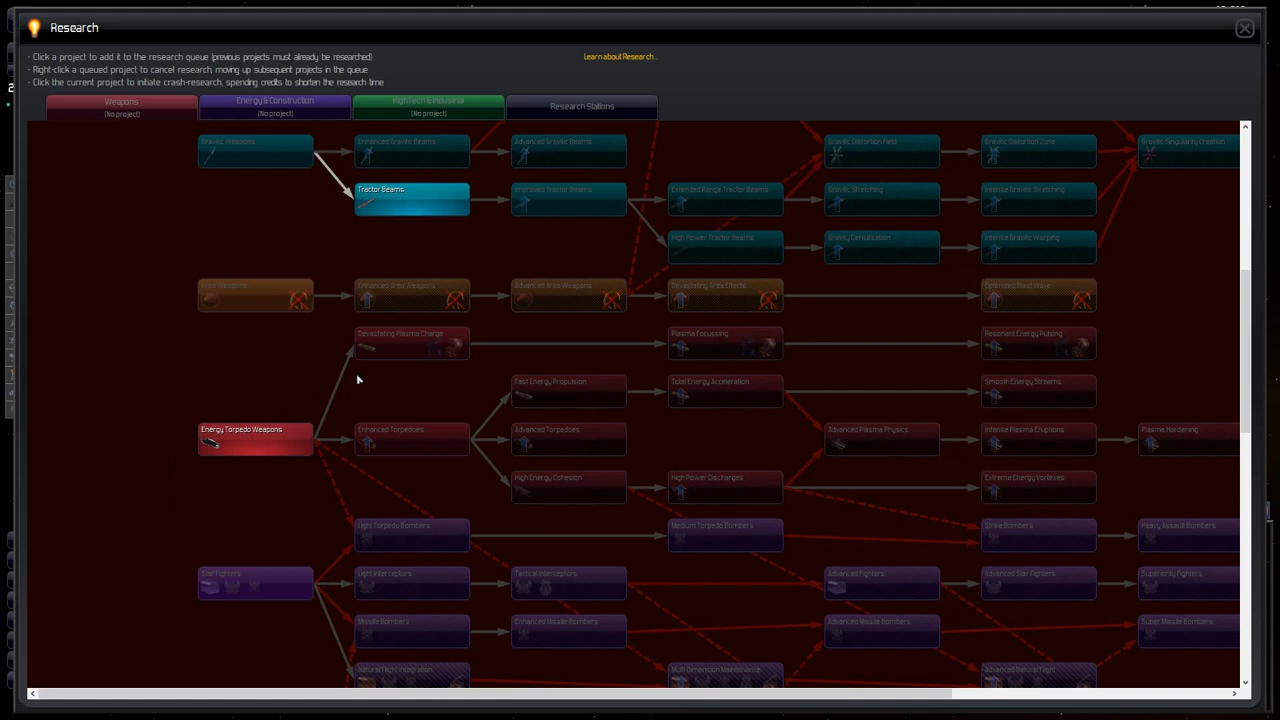 Research
- Click a project to add it to the research queue (previous projects must already be researched)
- Right-click a queued project to cancel research, moving up subsequent projects in the queue
- Click the current project to initiate crash-research, spending credits to shorten the research time
Learn about Research...
Weapons
(No project)
Energy & Construction
(No project)
HighTech & Industrial
(No project)
Research Stations
Gravitic Weapons
Enhanced Gravitic Beams
Advanced Gravitic Beams
Gravitic Distortion Field
Gravitic Distortion Zone
Gravitic Singularity Creation
Tractor Beams
Improved Tractor Beams
Extended Range Tractor Beams
Gravitic Stretching
Intense Gravitic Stretching
High Power Tractor Beams
Gravity Densification
Intense Gravitic Warping
Area Weapons
Enhanced Area Weapons
Advanced Area Weapons
Devastating Area Effects
Optimized Blast Wave
Devastating Plasma Charge
Plasma Focussing
Resonant Energy Pulsing
Fast Energy Propulsion
Total Energy Acceleration
Smooth Energy Streams
Energy Torpedo Weapons
Enhanced Torpedoes
Advanced Torpedoes
Advanced Plasma Physics
Intense Plasma Eruptions
Plasma Hardening
High Energy Cohesion
High Power Discharges
Extreme Energy Vortexes
Light Torpedo Bombers
Medium Torpedo Bombers
Strike Bombers
Heavy Assault Bombers
Star Fighters
Light Interceptors
Tactical Interceptors
Advanced Fighters
Advanced Star Fighters
Superiority Fighters
Missile Bombers
Enhanced Missile Bombers
Advanced Missile Bombers
Super Missile Bombers
Natural Flight Integration
Multi Dimension Maintenance
Advanced Natural Flight